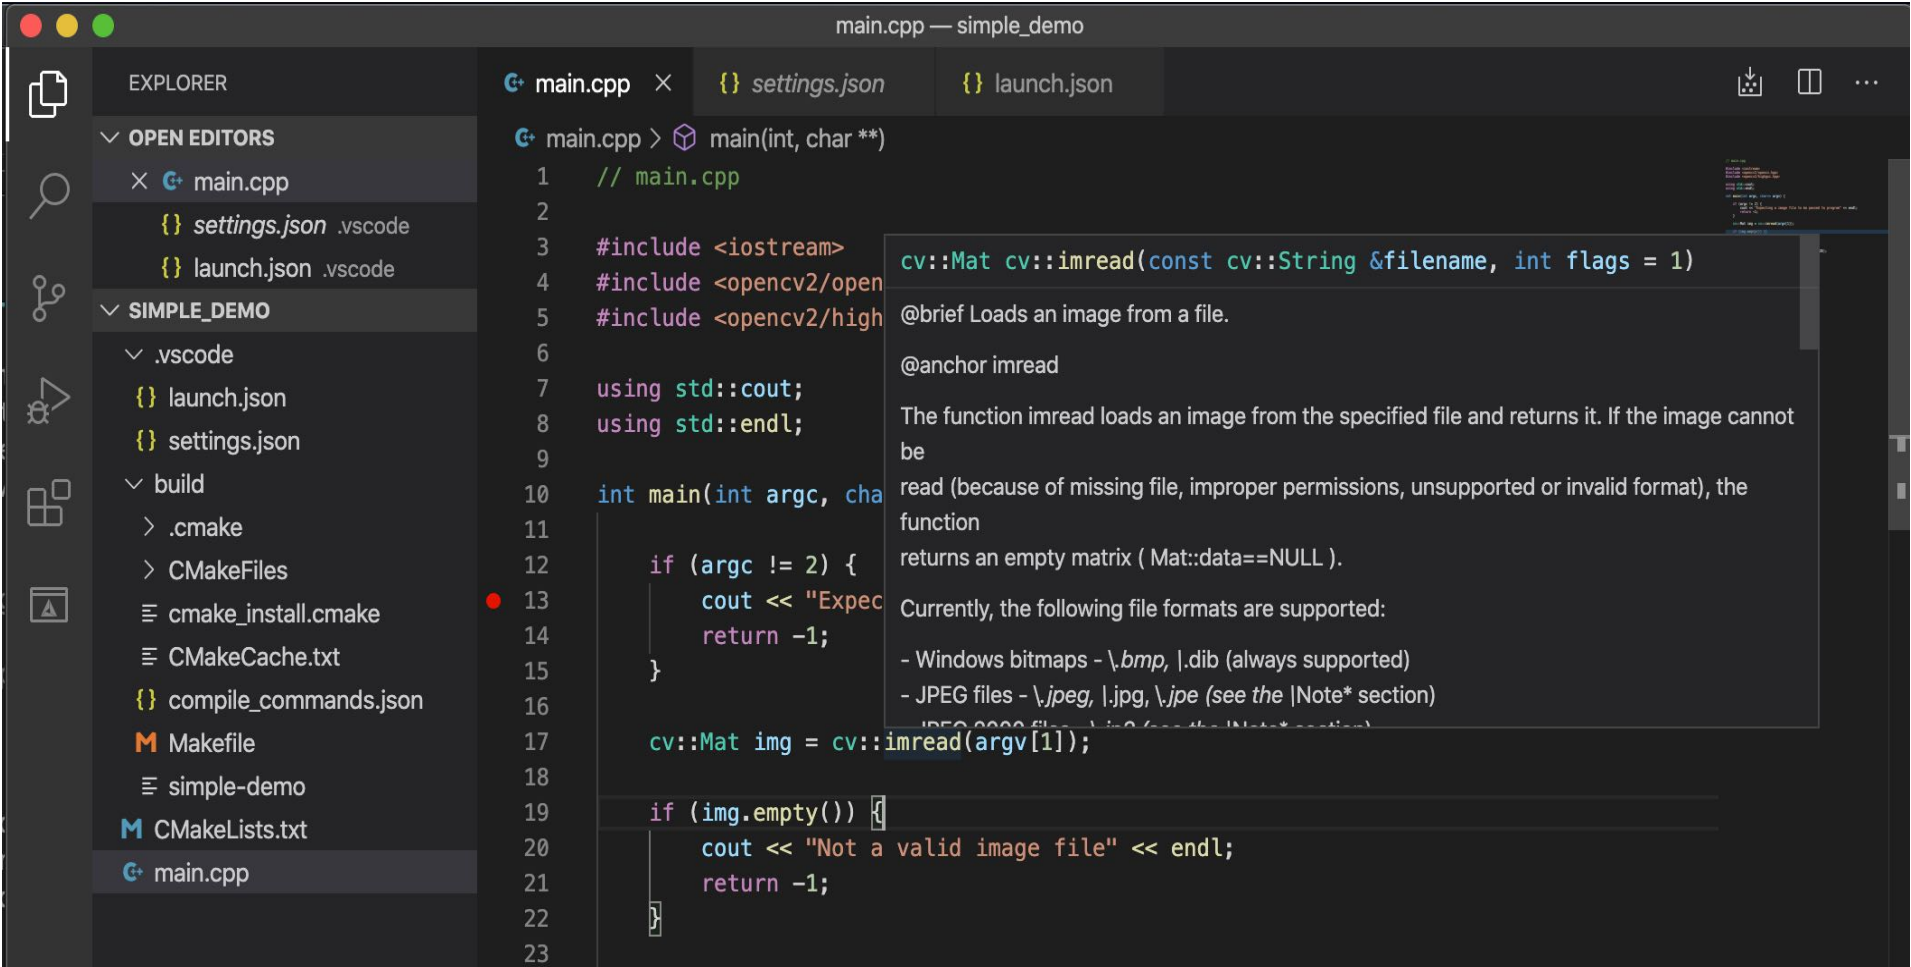 main.cpp — simple_demo
EXPLORER
OPEN EDITORS
main.cpp
settings.json .vscode
launch.json .vscode
SIMPLE_DEMO
.vscode
launch.json
settings.json
build
.cmake
CMakeFiles
cmake_install.cmake
CMakeCache.txt
compile_commands.json
Makefile
simple-demo
CMakeLists.txt
main.cpp
main.cpp settings.json launch.json
main.cpp > main(int, char **)
1 // main.cpp
2
3 #include <iostream>
4 #include <opencv2/open
5 #include <opencv2/high
6
7 using std::cout;
8 using std::endl;
9
10 int main(int argc, cha
11
12 if (argc != 2) {
13 cout << "Expec
14 return -1;
15 }
16
17 cv::Mat img = cv::imread(argv[1]);
18
19 if (img.empty()) {
20 cout << "Not a valid image file" << endl;
21 return -1;
22 }
23
cv::Mat cv::imread(const cv::String &filename, int flags = 1)
@brief Loads an image from a file.
@anchor imread
The function imread loads an image from the specified file and returns it. If the image cannot
be
read (because of missing file, improper permissions, unsupported or invalid format), the
function
returns an empty matrix ( Mat::data==NULL ).
Currently, the following file formats are supported:
- Windows bitmaps - \.bmp, |.dib (always supported)
- JPEG files - \.jpeg, |.jpg, \.jpe (see the |Note* section)
- JPEG 2000 files - \.jp2 (see the |Note* section)